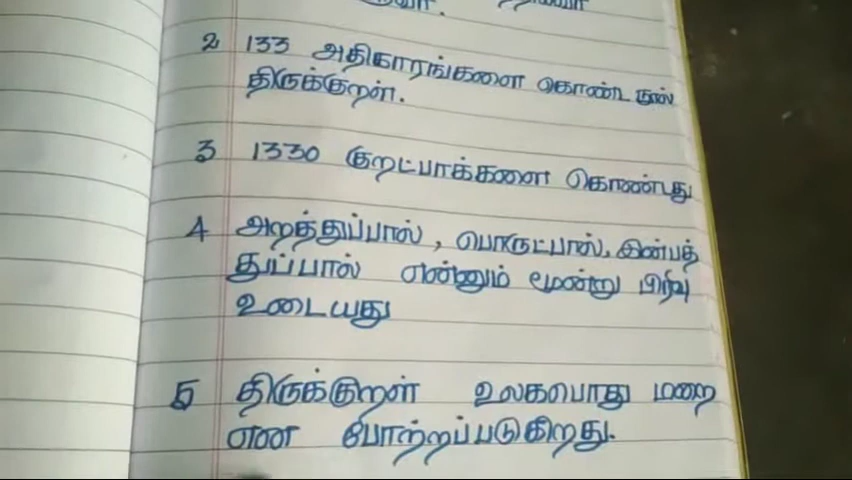 2 133 அதிகாரங்களை கொண்ட நூல்
திருக்குறள்.
3 1330 குறட்பாக்களை கொண்டது
4 அறத்துப்பால், பொருட்பால், இன்பத்
துப்பால் என்னும் மூன்று பிரிவு
உடையது
5 திருக்குறள் உலகபொது மறை
என போற்றப்படுகிறது.